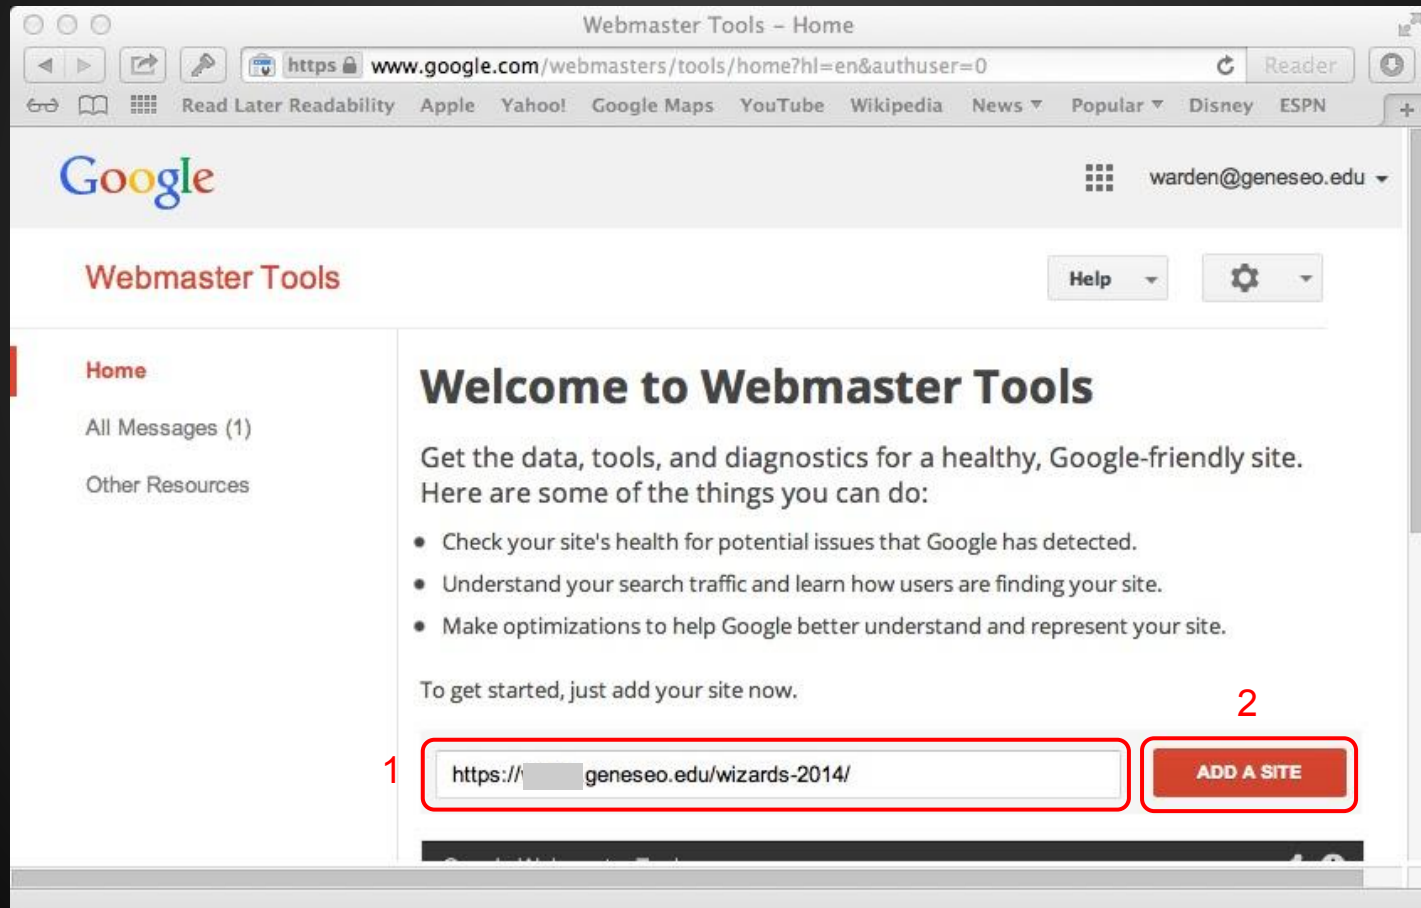 Webmaster Tools – Home
https www.google.com/webmasters/tools/home?hl=en&authuser=0 Reader
Read Later Readability Apple Yahoo! Google Maps YouTube Wikipedia News Popular Disney ESPN +
Google warden@geneseo.edu
Webmaster Tools Help
Home
All Messages (1)
Other Resources
Welcome to Webmaster Tools
Get the data, tools, and diagnostics for a healthy, Google-friendly site.
Here are some of the things you can do:
• Check your site's health for potential issues that Google has detected.
• Understand your search traffic and learn how users are finding your site.
• Make optimizations to help Google better understand and represent your site.
To get started, just add your site now.
2
1 https:// geneseo.edu/wizards-2014/ ADD A SITE